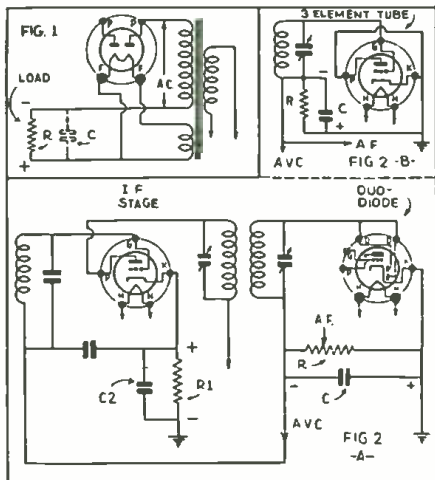 FIG. 1
P P
F F
LOAD
-
R
C
+
AC
3 ELEMENT TUBE
G
P
K
H H
-
R
C
+
AVC
A F
FIG 2 -B-
I F
STAGE
DUO-
DIODE
G
P
K
H H
D D
G
P
K
H H
+
C2
R1
-
A F
R
-
C
+
AVC
FIG 2
-A-